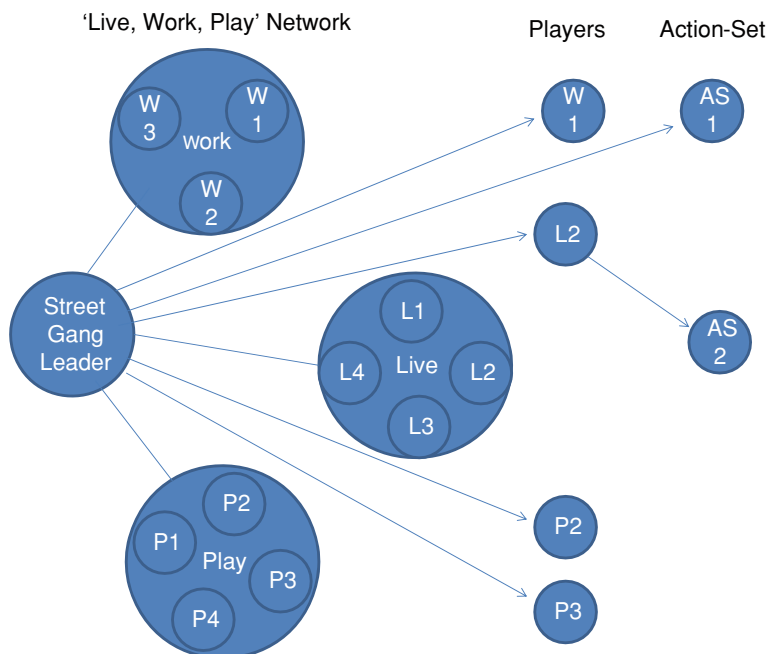 ‘Live, Work, Play’ Network
Players
Action-Set
W
3
W
1
work
W
2
W
1
AS
1
L2
Street
Gang
Leader
L1
L4
Live
L2
L3
AS
2
P2
P1
Play
P3
P4
P2
P3